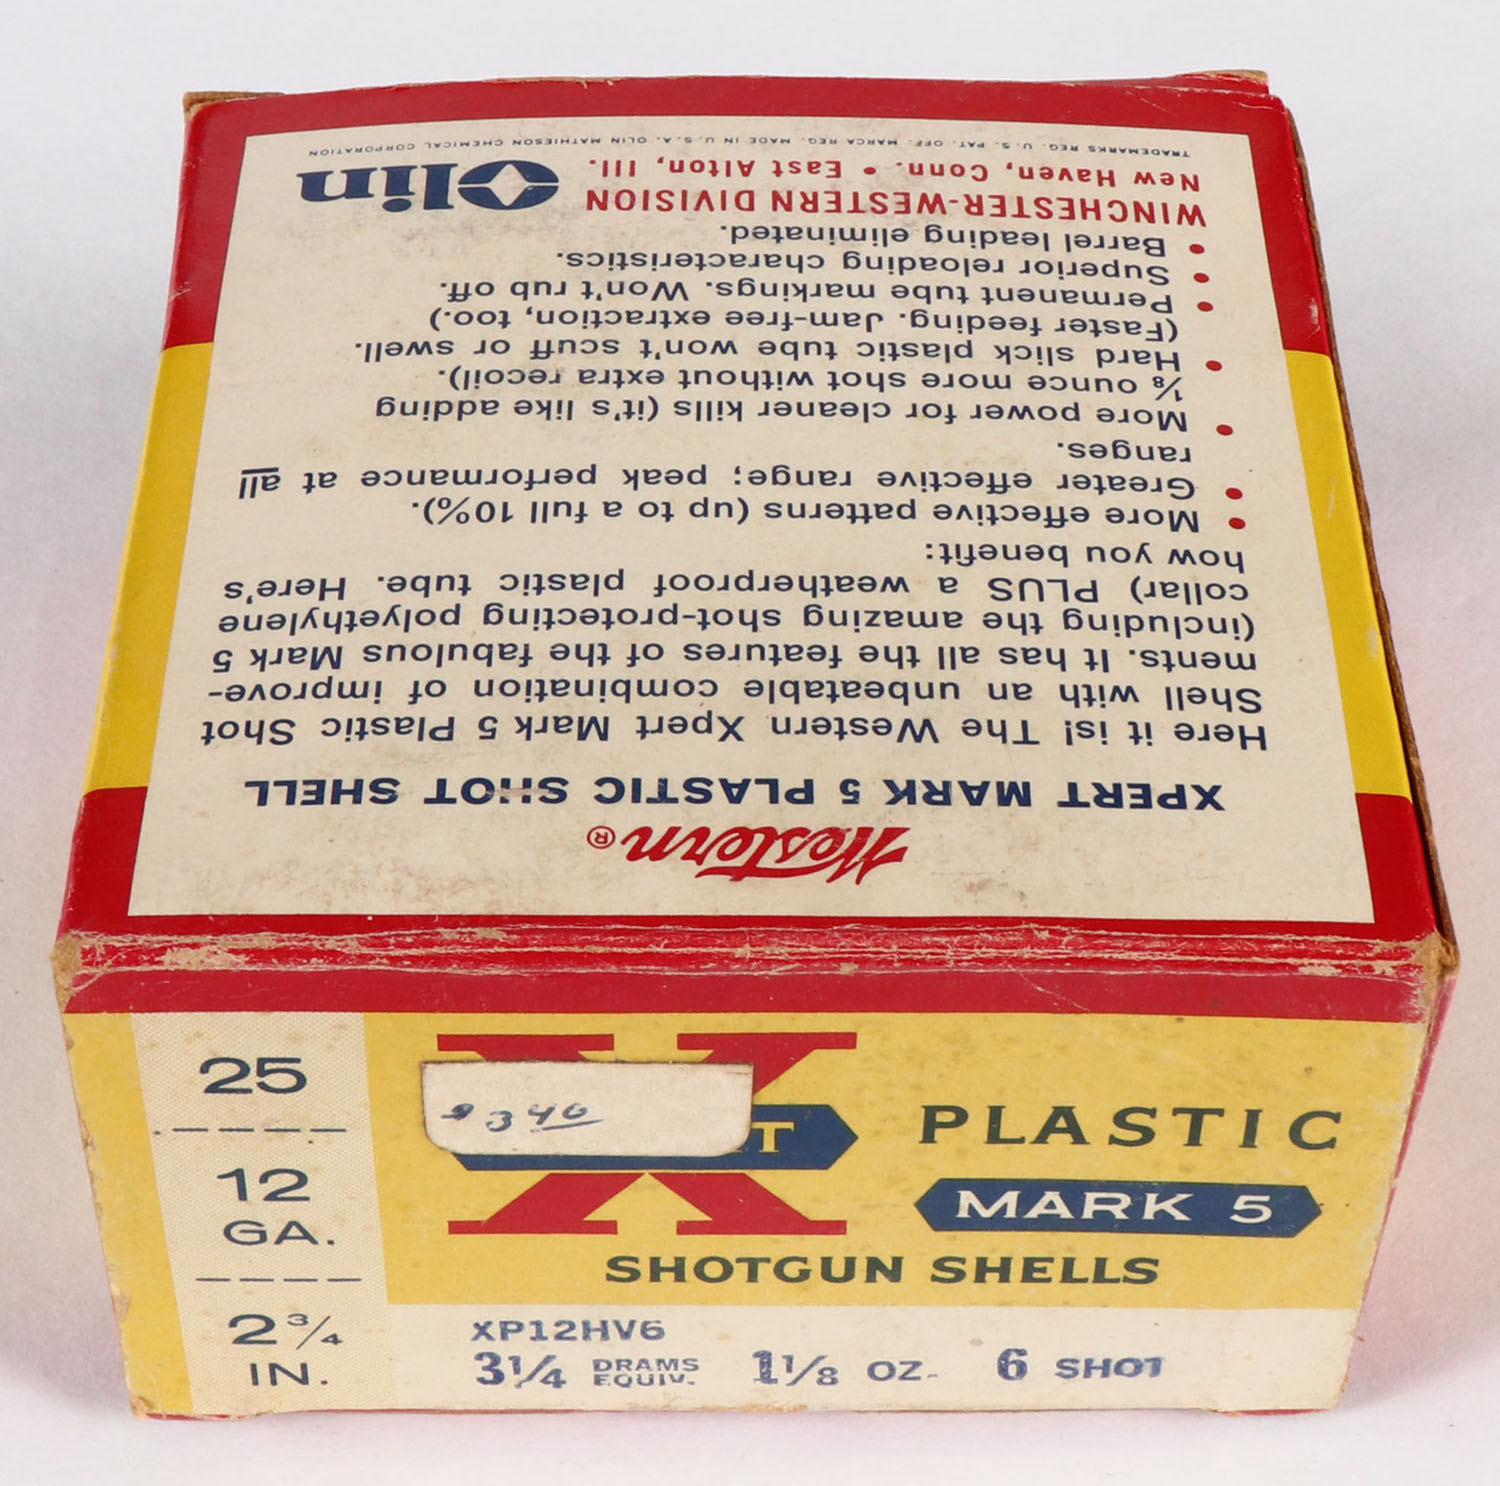 Western®
XPERT MARK 5 PLASTIC SHOT SHELL
Here it is! The Western Xpert Mark 5 Plastic Shot
Shell with an unbeatable combination of improve-
ments. It has all the features of the fabulous Mark 5
(including the amazing shot-protecting polyethylene
collar) PLUS a weatherproof plastic tube. Here's
how you benefit:
• More effective patterns (up to a full 10%).
• Greater effective range; peak performance at all
ranges.
• More power for cleaner kills (it's like adding
⅛ ounce more shot without extra recoil).
• Hard slick plastic tube won't scuff or swell.
(Faster feeding. Jam-free extraction, too.)
• Permanent tube markings. Won't rub off.
• Superior reloading characteristics.
• Barrel leading eliminated.
WINCHESTER-WESTERN DIVISION
New Haven, Conn. • East Alton, Ill.
Olin
TRADEMARKS REG. U. S. PAT. OFF. MARCA REG. MADE IN U. S. A. OLIN MATHIESON CHEMICAL CORPORATION
25
12
GA.
2 ¾
IN.
X
$ 3 40
T
PLASTIC
MARK 5
SHOTGUN SHELLS
XP12HV6
3¼ DRAMS EQUIV. 1⅛ OZ. 6 SHOT